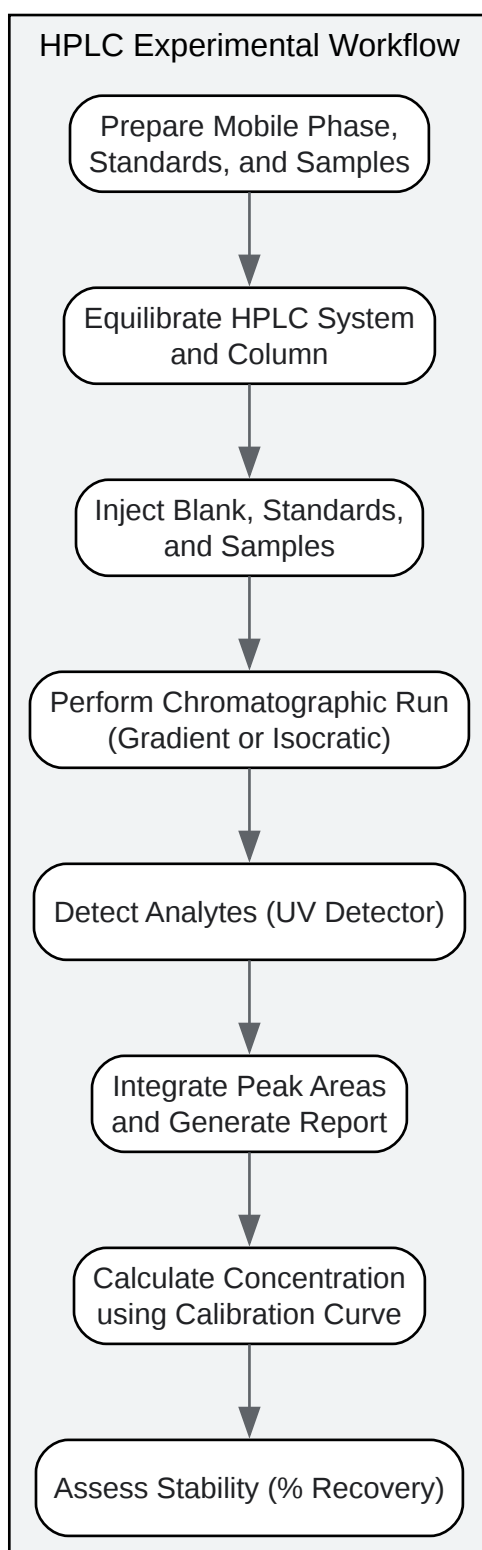 HPLC Experimental Workflow
Prepare Mobile Phase,
Standards, and Samples
Equilibrate HPLC System
and Column
Inject Blank, Standards,
and Samples
Perform Chromatographic Run
(Gradient or Isocratic)
Detect Analytes (UV Detector)
Integrate Peak Areas
and Generate Report
Calculate Concentration
using Calibration Curve
Assess Stability (% Recovery)